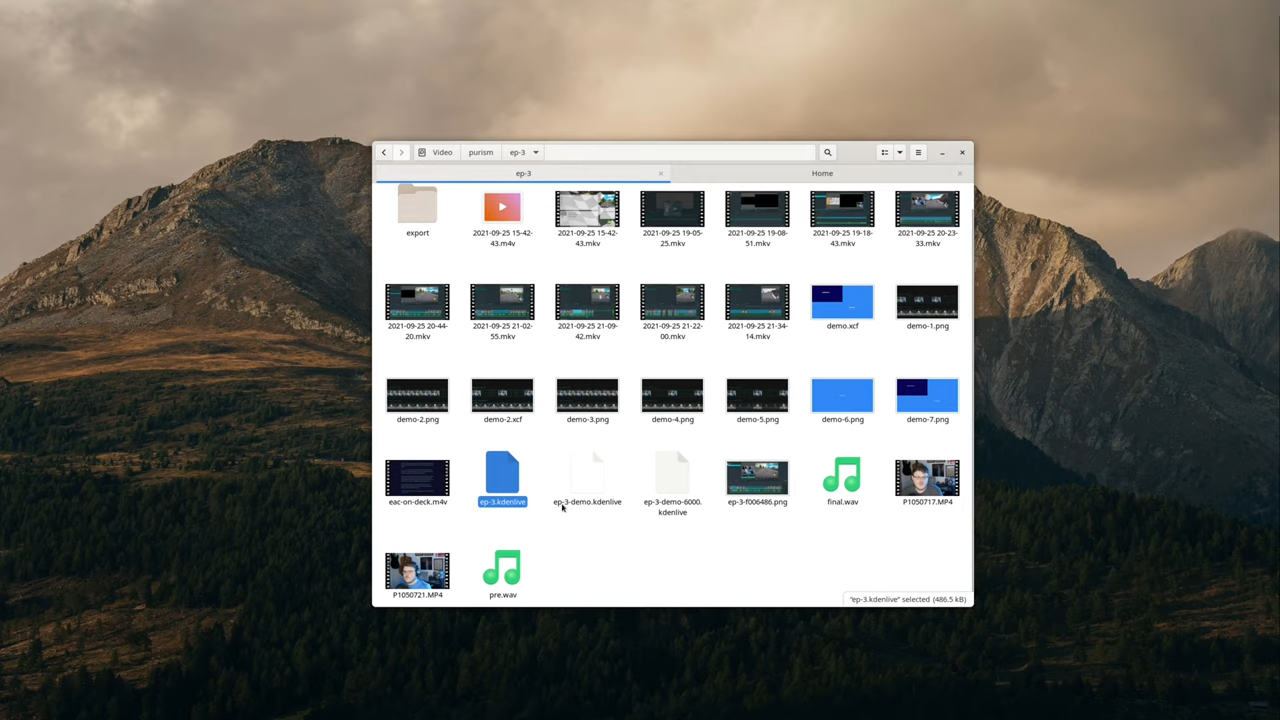 Video
purism
ep-3
ep-3
Home
export
2021-09-25 15-42-
43.m4v
2021-09-25 15-42-
43.mkv
2021-09-25 19-05-
25.mkv
2021-09-25 19-08-
51.mkv
2021-09-25 19-18-
43.mkv
2021-09-25 20-23-
33.mkv
2021-09-25 20-44-
20.mkv
2021-09-25 21-02-
55.mkv
2021-09-25 21-09-
42.mkv
2021-09-25 21-22-
00.mkv
2021-09-25 21-34-
14.mkv
demo.xcf
demo-1.png
demo-2.png
demo-2.xcf
demo-3.png
demo-4.png
demo-5.png
demo-6.png
demo-7.png
eac-on-deck.m4v
ep-3.kdenlive
ep-3-demo.kdenlive
ep-3-demo-6000.
kdenlive
ep-3-f006486.png
final.wav
P1050717.MP4
P1050721.MP4
pre.wav
"ep-3.kdenlive" selected (486.5 kB)